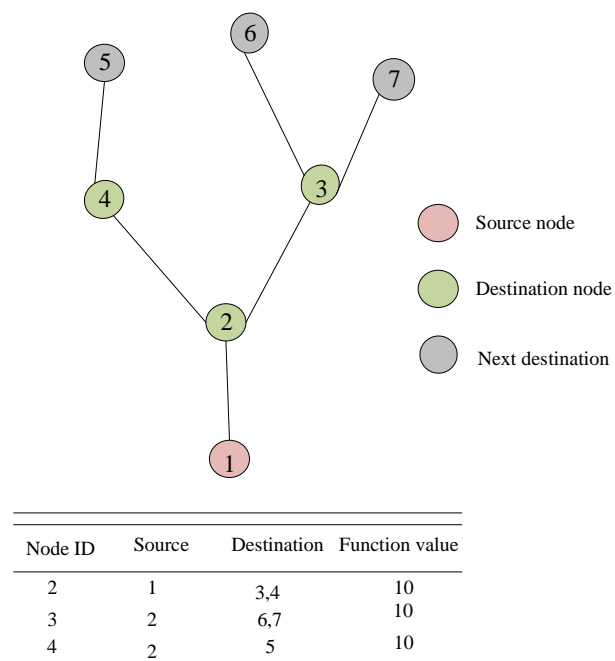 6
5
7
3
4
Source node
Destination node
2
Next destination
1
Node ID Source Destination Function value
2 1 3,4 10
3 2 6,7 10
4 2 5 10